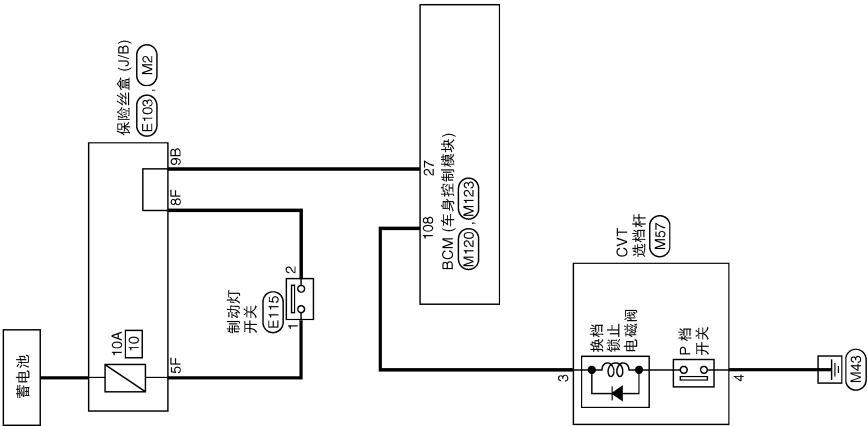 保险丝盒 (J/B)
E103 , M2
9B
8F
5F
10A
10
蓄电池
制动灯
开关
E115
1
2
27
108
BCM (车身控制模块)
M120 , M123
CVT
选档杆
M57
换档
锁止
电磁阀
P 档
开关
3
4
M43